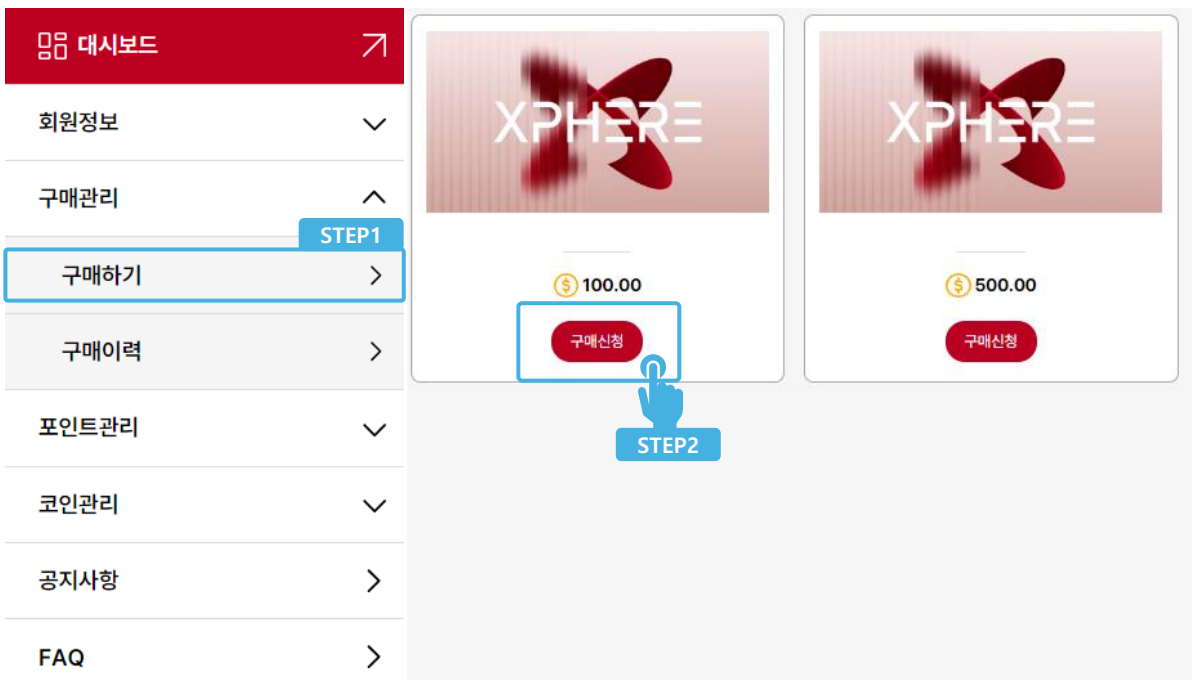 대시보드
회원정보
구매관리
STEP1
구매하기
구매이력
포인트관리
코인관리
공지사항
FAQ
XPHERE
$ 100.00
구매신청
STEP2
XPHERE
$ 500.00
구매신청